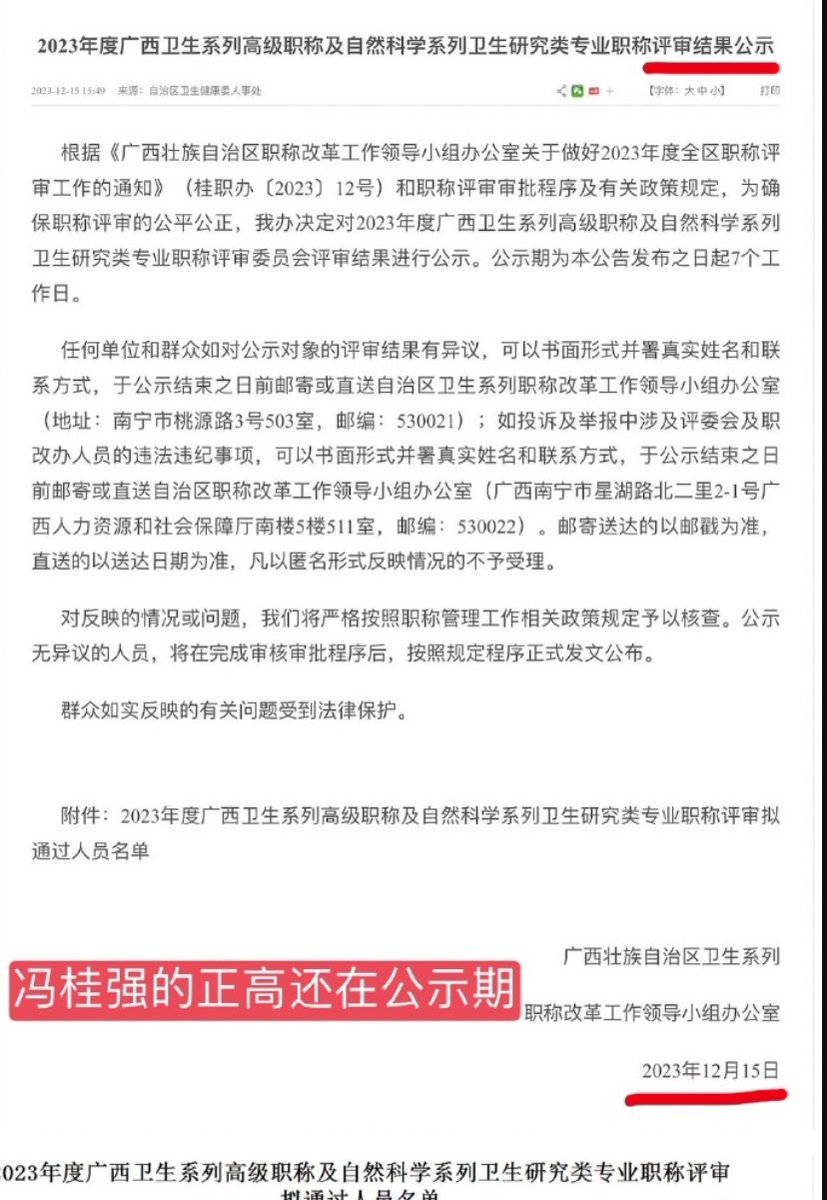 2023年度广西卫生系列高级职称及自然科学系列卫生研究类专业职称评审结果公示
2023-12-15 15:49 来源：自治区卫生健康委人事处 【字体：大 中 小】 打印
根据《广西壮族自治区职称改革工作领导小组办公室关于做好2023年度全区职称评
审工作的通知》（桂职办〔2023〕12号）和职称评审审批程序及有关政策规定，为确
保职称评审的公平公正，我办决定对2023年度广西卫生系列高级职称及自然科学系列
卫生研究类专业职称评审委员会评审结果进行公示。公示期为本公告发布之日起7个工
作日。
任何单位和群众如对公示对象的评审结果有异议，可以书面形式并署真实姓名和联
系方式，于公示结束之日前邮寄或直送自治区卫生系列职称改革工作领导小组办公室
（地址：南宁市桃源路3号503室，邮编：530021）；如投诉及举报中涉及评委会及职
改办人员的违法违纪事项，可以书面形式并署真实姓名和联系方式，于公示结束之日
前邮寄或直送自治区职称改革工作领导小组办公室（广西南宁市星湖路北二里2-1号广
西人力资源和社会保障厅南楼5楼511室，邮编：530022）。邮寄送达的以邮戳为准，
直送的以送达日期为准，凡以匿名形式反映情况的不予受理。
对反映的情况或问题，我们将严格按照职称管理工作相关政策规定予以核查。公示
无异议的人员，将在完成审核审批程序后，按照规定程序正式发文公布。
群众如实反映的有关问题受到法律保护。
附件：2023年度广西卫生系列高级职称及自然科学系列卫生研究类专业职称评审拟
通过人员名单
广西壮族自治区卫生系列
冯桂强的正高还在公示期
职称改革工作领导小组办公室
2023年12月15日
023年度广西卫生系列高级职称及自然科学系列卫生研究类专业职称评审
拟通过人员名单